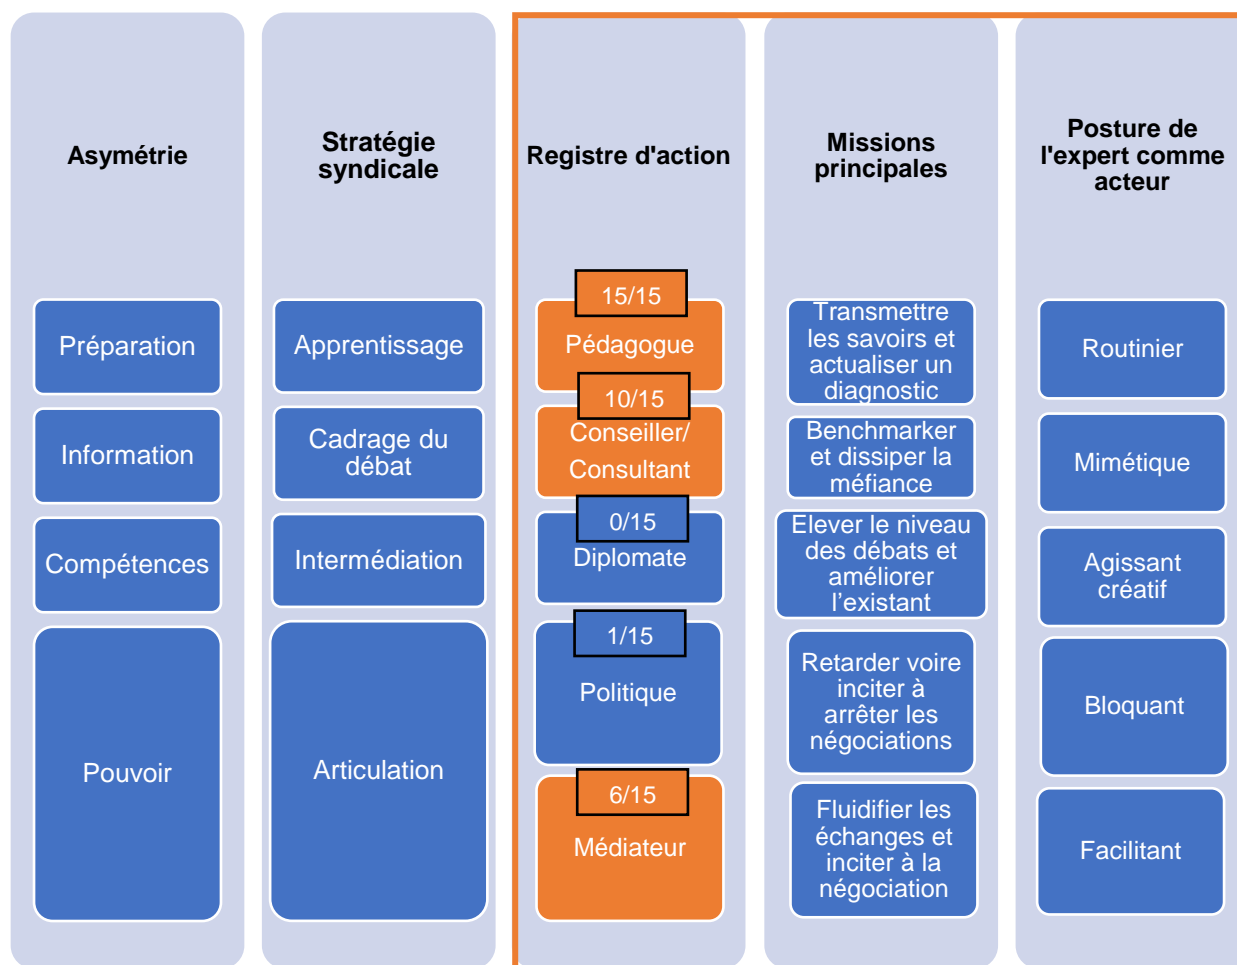 Asymétrie
Stratégie
syndicale
Registre d'action
Missions
principales
Posture de
l'expert comme
acteur
Préparation
Apprentissage
15/15
Pédagogue
Transmettre
les savoirs et
actualiser un
diagnostic
Routinier
Information
Cadrage du
débat
10/15
Conseiller/
Consultant
Benchmarker
et dissiper la
méfiance
Mimétique
Compétences
Intermédiation
0/15
Diplomate
Elever le niveau
des débats et
améliorer
l’existant
Agissant
créatif
Pouvoir
Articulation
1/15
Politique
Retarder voire
inciter à
arrêter les
négociations
Bloquant
6/15
Médiateur
Fluidifier les
échanges et
inciter à la
négociation
Facilitant